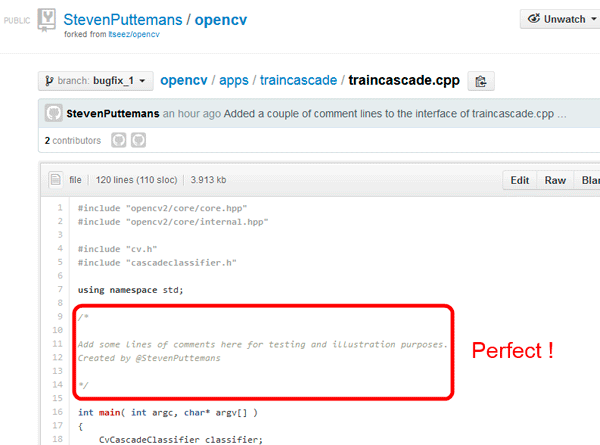 PUBLIC StevenPuttemans / opencv Unwatch
forked from Itseez/opencv
branch: bugfix_1 opencv / apps / traincascade / traincascade.cpp
StevenPuttemans an hour ago Added a couple of comment lines to the interface of traincascade.cpp ...
2 contributors
file 120 lines (110 sloc) 3.913 kb Edit Raw Blan
1 #include "opencv2/core/core.hpp"
2 #include "opencv2/core/internal.hpp"
3
4 #include "cv.h"
5 #include "cascadeclassifier.h"
6
7 using namespace std;
8
9 /*
10
11 Add some lines of comments here for testing and illustration purposes.
12 Created by @StevenPuttemans
13
14 */
15
16 int main( int argc, char* argv[] )
17 {
18 CvCascadeClassifier classifier;
Perfect !